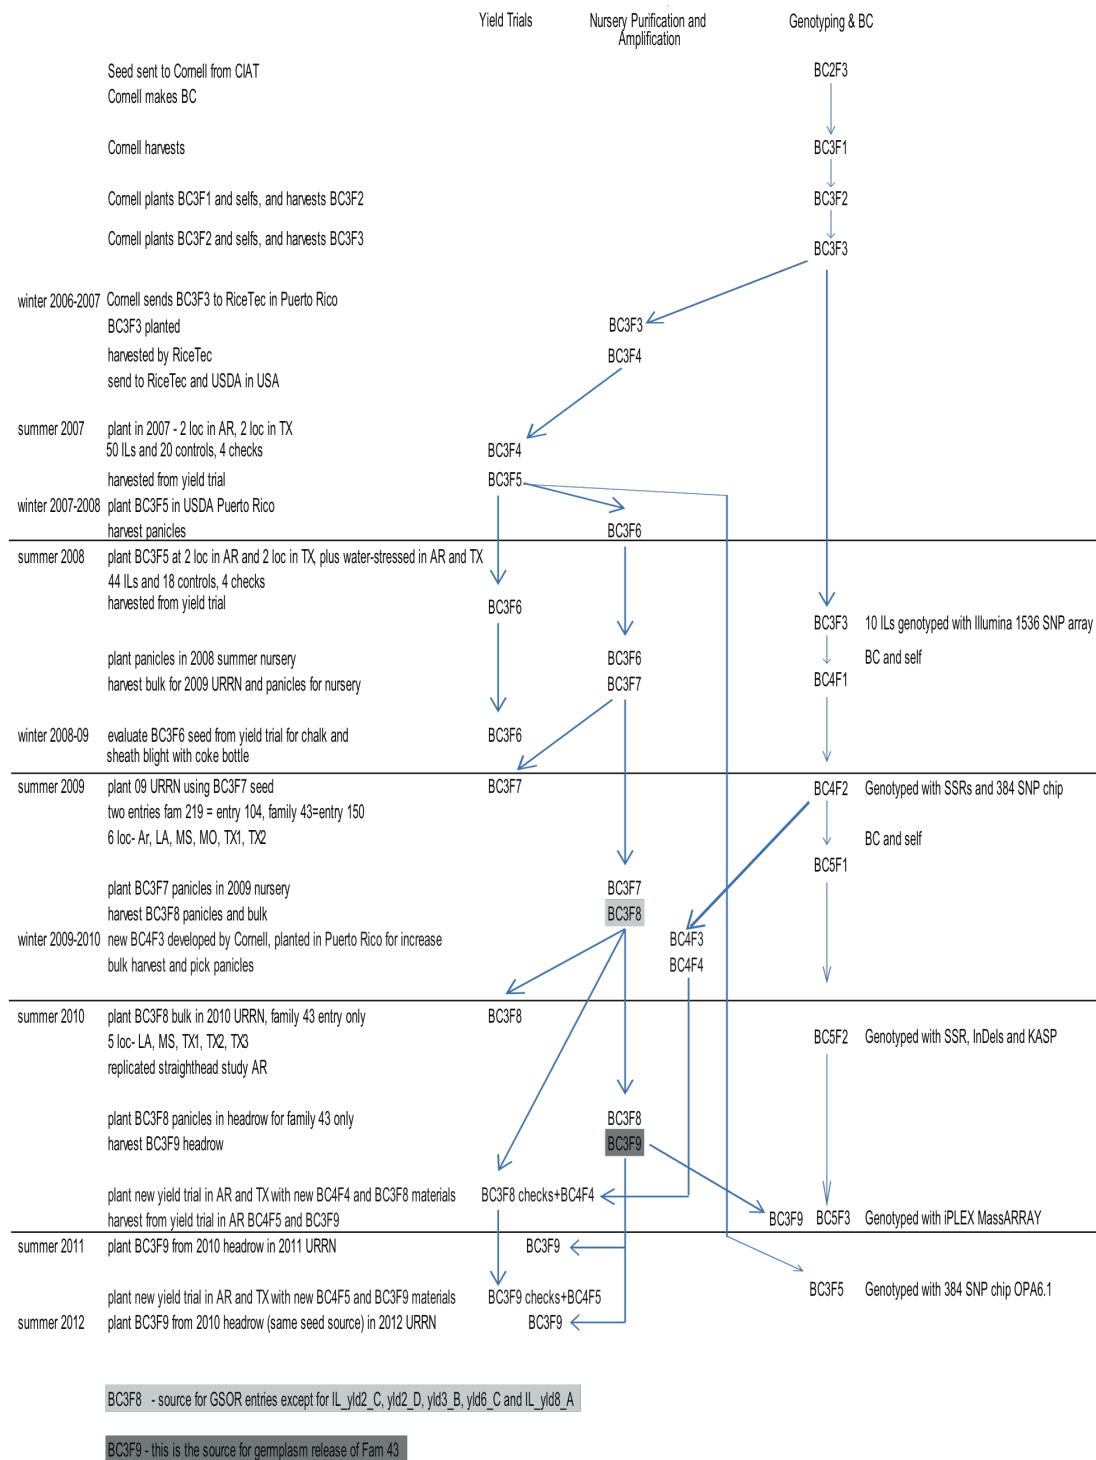 Yield Trials
Nursery Purification and
Amplification
Genotyping & BC
Seed sent to Cornell from CIAT
BC2F3
Cornell makes BC
Cornell harvests
BC3F1
Cornell plants BC3F1 and selfs, and harvests BC3F2
BC3F2
Cornell plants BC3F2 and selfs, and harvests BC3F3
BC3F3
winter 2006-2007 Cornell sends BC3F3 to RiceTec in Puerto Rico
BC3F3 planted
BC3F3
harvested by RiceTec
BC3F4
send to RiceTec and USDA in USA
summer 2007 plant in 2007 - 2 loc in AR, 2 loc in TX
50 ILs and 20 controls, 4 checks
BC3F4
harvested from yield trial
BC3F5
winter 2007-2008 plant BC3F5 in USDA Puerto Rico
harvest panicles
BC3F6
summer 2008 plant BC3F5 at 2 loc in AR and 2 loc in TX, plus water-stressed in AR and TX
44 ILs and 18 controls, 4 checks
harvested from yield trial
BC3F6
BC3F3 10 ILs genotyped with Illumina 1536 SNP array
plant panicles in 2008 summer nursery
BC3F6
BC and self
harvest bulk for 2009 URRN and panicles for nursery
BC3F7
BC4F1
winter 2008-09 evaluate BC3F6 seed from yield trial for chalk and
BC3F6
sheath blight with coke bottle
summer 2009 plant 09 URRN using BC3F7 seed
BC3F7
BC4F2 Genotyped with SSRs and 384 SNP chip
two entries fam 219 = entry 104, family 43=entry 150
6 loc- Ar, LA, MS, MO, TX1, TX2
BC and self
BC5F1
plant BC3F7 panicles in 2009 nursery
BC3F7
harvest BC3F8 panicles and bulk
BC3F8
winter 2009-2010 new BC4F3 developed by Cornell, planted in Puerto Rico for increase
BC4F3
bulk harvest and pick panicles
BC4F4
summer 2010 plant BC3F8 bulk in 2010 URRN, family 43 entry only
BC3F8
5 loc- LA, MS, TX1, TX2, TX3
BC5F2 Genotyped with SSR, InDels and KASP
replicated straighthead study AR
plant BC3F8 panicles in headrow for family 43 only
BC3F8
harvest BC3F9 headrow
BC3F9
plant new yield trial in AR and TX with new BC4F4 and BC3F8 materials
BC3F8 checks+BC4F4
harvest from yield trial in AR BC4F5 and BC3F9
BC3F9 BC5F3 Genotyped with iPLEX MassARRAY
summer 2011 plant BC3F9 from 2010 headrow in 2011 URRN
BC3F9
BC3F5 Genotyped with 384 SNP chip OPA6.1
plant new yield trial in AR and TX with new BC4F5 and BC3F9 materials
BC3F9 checks+BC4F5
summer 2012 plant BC3F9 from 2010 headrow (same seed source) in 2012 URRN
BC3F9
BC3F8 - source for GSOR entries except for IL_yld2_C, yld2_D, yld3_B, yld6_C and IL_yld8_A
BC3F9 - this is the source for germplasm release of Fam 43